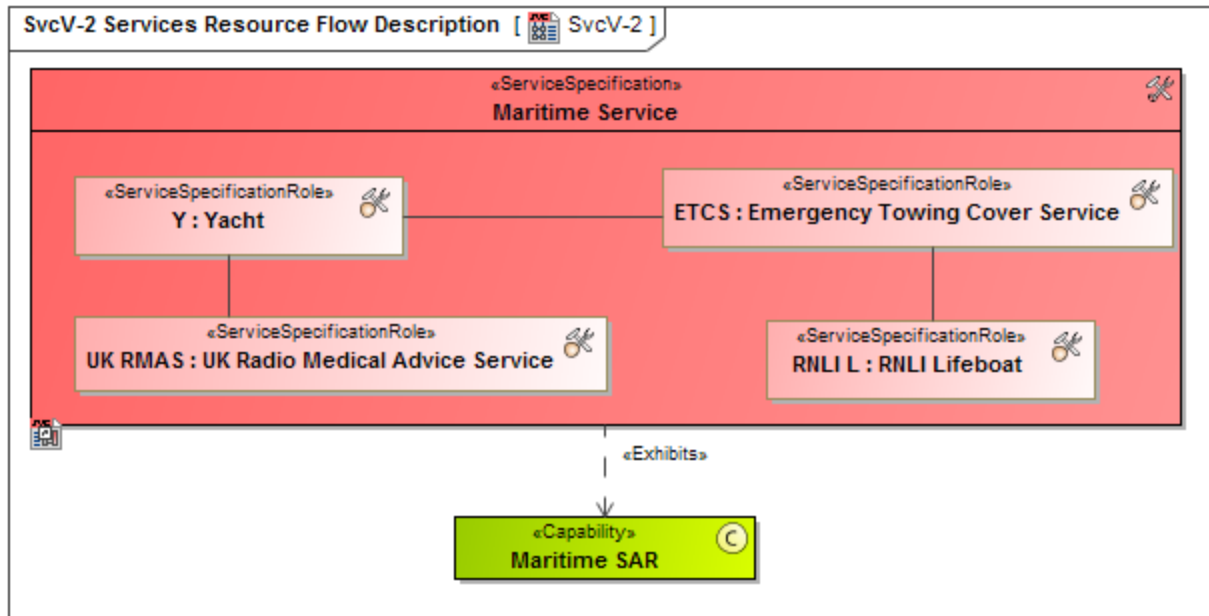 SvcV-2 Services Resource Flow Description [ SvcV-2 ]
«ServiceSpecification»
Maritime Service
«ServiceSpecificationRole»
Y : Yacht
«ServiceSpecificationRole»
ETCS : Emergency Towing Cover Service
«ServiceSpecificationRole»
UK RMAS : UK Radio Medical Advice Service
«ServiceSpecificationRole»
RNLI L : RNLI Lifeboat
«Exhibits»
«Capability»
C
Maritime SAR